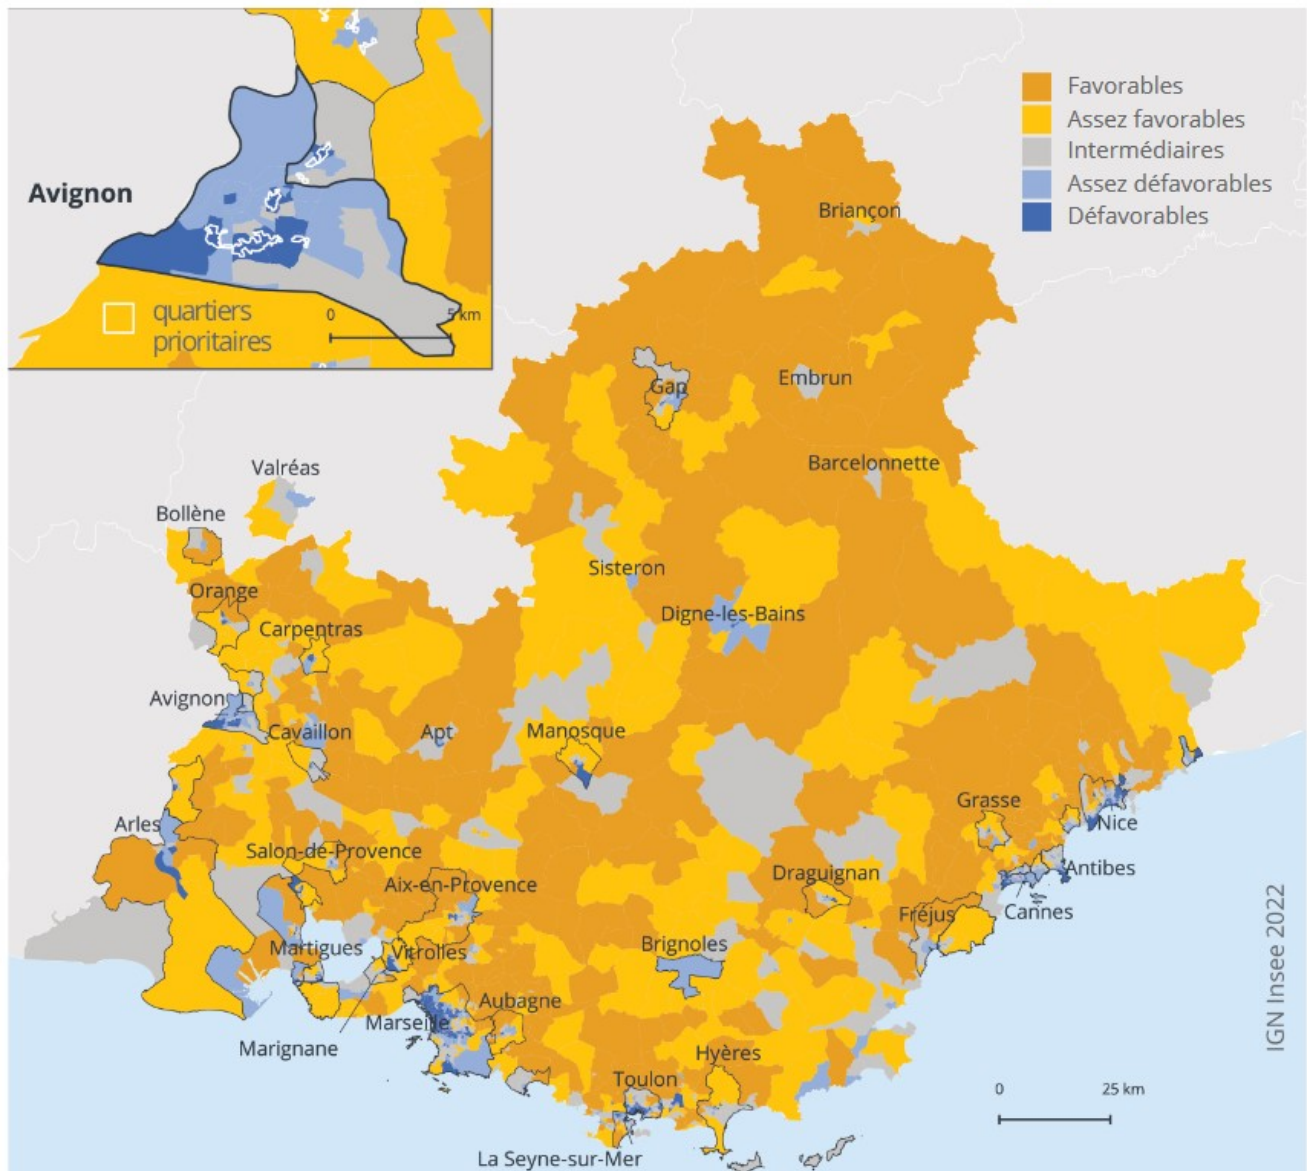 Avignon
quartiers
prioritaires
0
5 km
Favorables
Assez favorables
Intermédiaires
Assez défavorables
Défavorables
Briançon
Gap
Embrun
Barcelonnette
Valréas
Bollène
Sisteron
Orange
Digne-les-Bains
Carpentras
Avignon
Cavaillon
Apt
Manosque
Grasse
Nice
Arles
Salon-de-Provence
Antibes
Draguignan
Aix-en-Provence
Cannes
Fréjus
Martigues
Vitrolles
Brignoles
Aubagne
Marseille
Marignane
Hyères
Toulon
0
25 km
La Seyne-sur-Mer
IGN Insee 2022